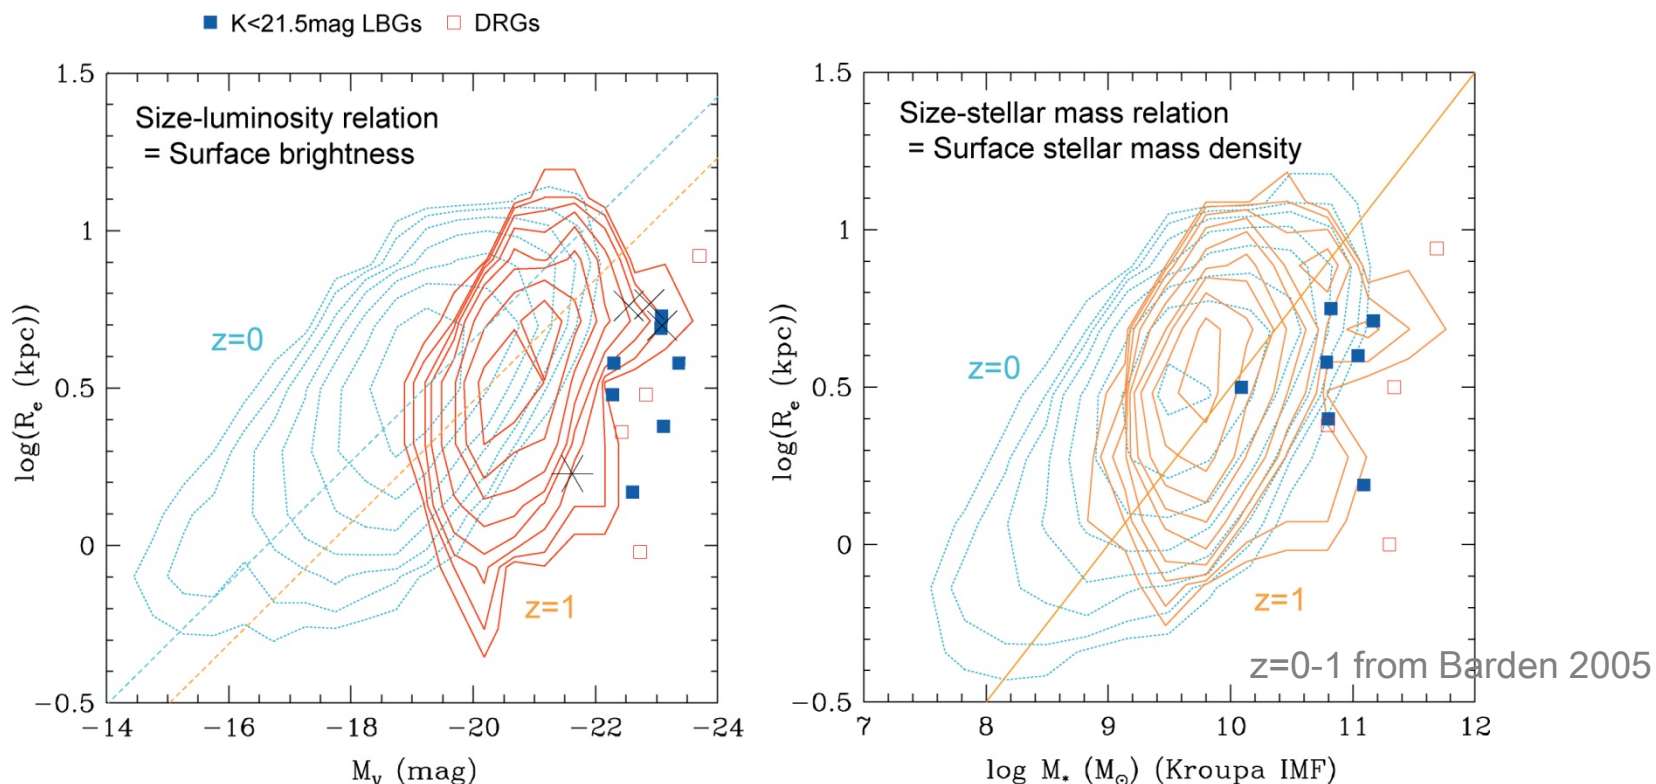 K<21.5mag LBGs DRGs
Size-luminosity relation
= Surface brightness
1.5
1
0.5
0
−0.5
log(Rₑ (kpc))
z=0
z=1
−14 −16 −18 −20 −22 −24
Mᵥ (mag)
Size-stellar mass relation
= Surface stellar mass density
1.5
1
0.5
0
−0.5
log(Rₑ (kpc))
z=0
z=1
z=0-1 from Barden 2005
7 8 9 10 11 12
log M⁎ (M☉) (Kroupa IMF)